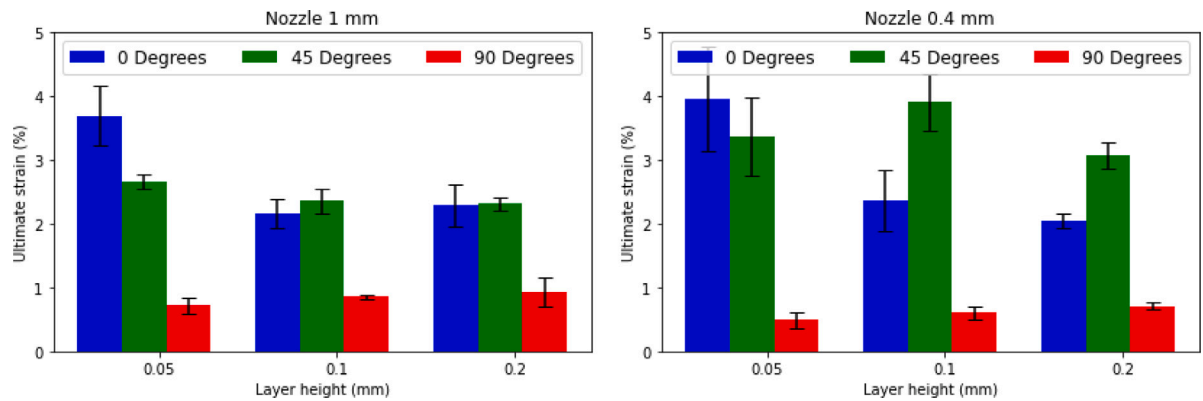 Nozzle 1 mm
0 Degrees 45 Degrees 90 Degrees
Ultimate strain (%)
5
4
3
2
1
0
0.05 0.1 0.2
Layer height (mm)
Nozzle 0.4 mm
0 Degrees 45 Degrees 90 Degrees
Ultimate strain (%)
5
4
3
2
1
0
0.05 0.1 0.2
Layer height (mm)